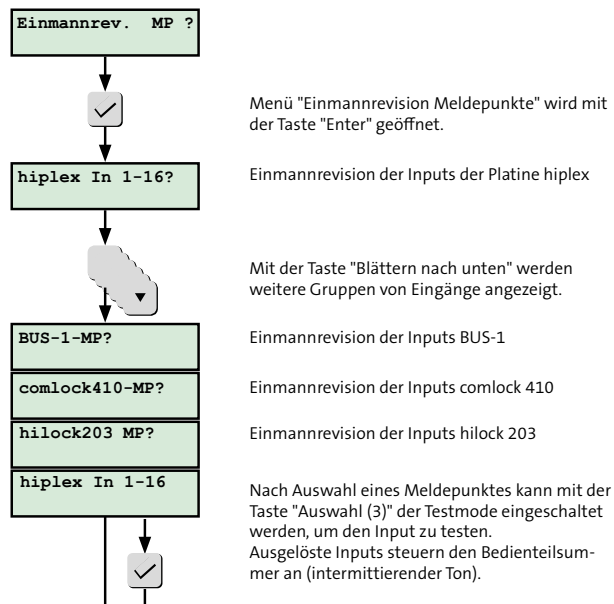 Einmannrev. MP ?
Menü "Einmannrevision Meldepunkte" wird mit
der Taste "Enter" geöffnet.
hiplex In 1-16?
Einmannrevision der Inputs der Platine hiplex
Mit der Taste "Blättern nach unten" werden
weitere Gruppen von Eingänge angezeigt.
BUS-1-MP?
Einmannrevision der Inputs BUS-1
comlock410-MP?
Einmannrevision der Inputs comlock 410
hilock203 MP?
Einmannrevision der Inputs hilock 203
hiplex In 1-16
Nach Auswahl eines Meldepunktes kann mit der
Taste "Auswahl (3)" der Testmode eingeschaltet
werden, um den Input zu testen.
Ausgelöste Inputs steuern den Bedienteilsum-
mer an (intermittierender Ton).